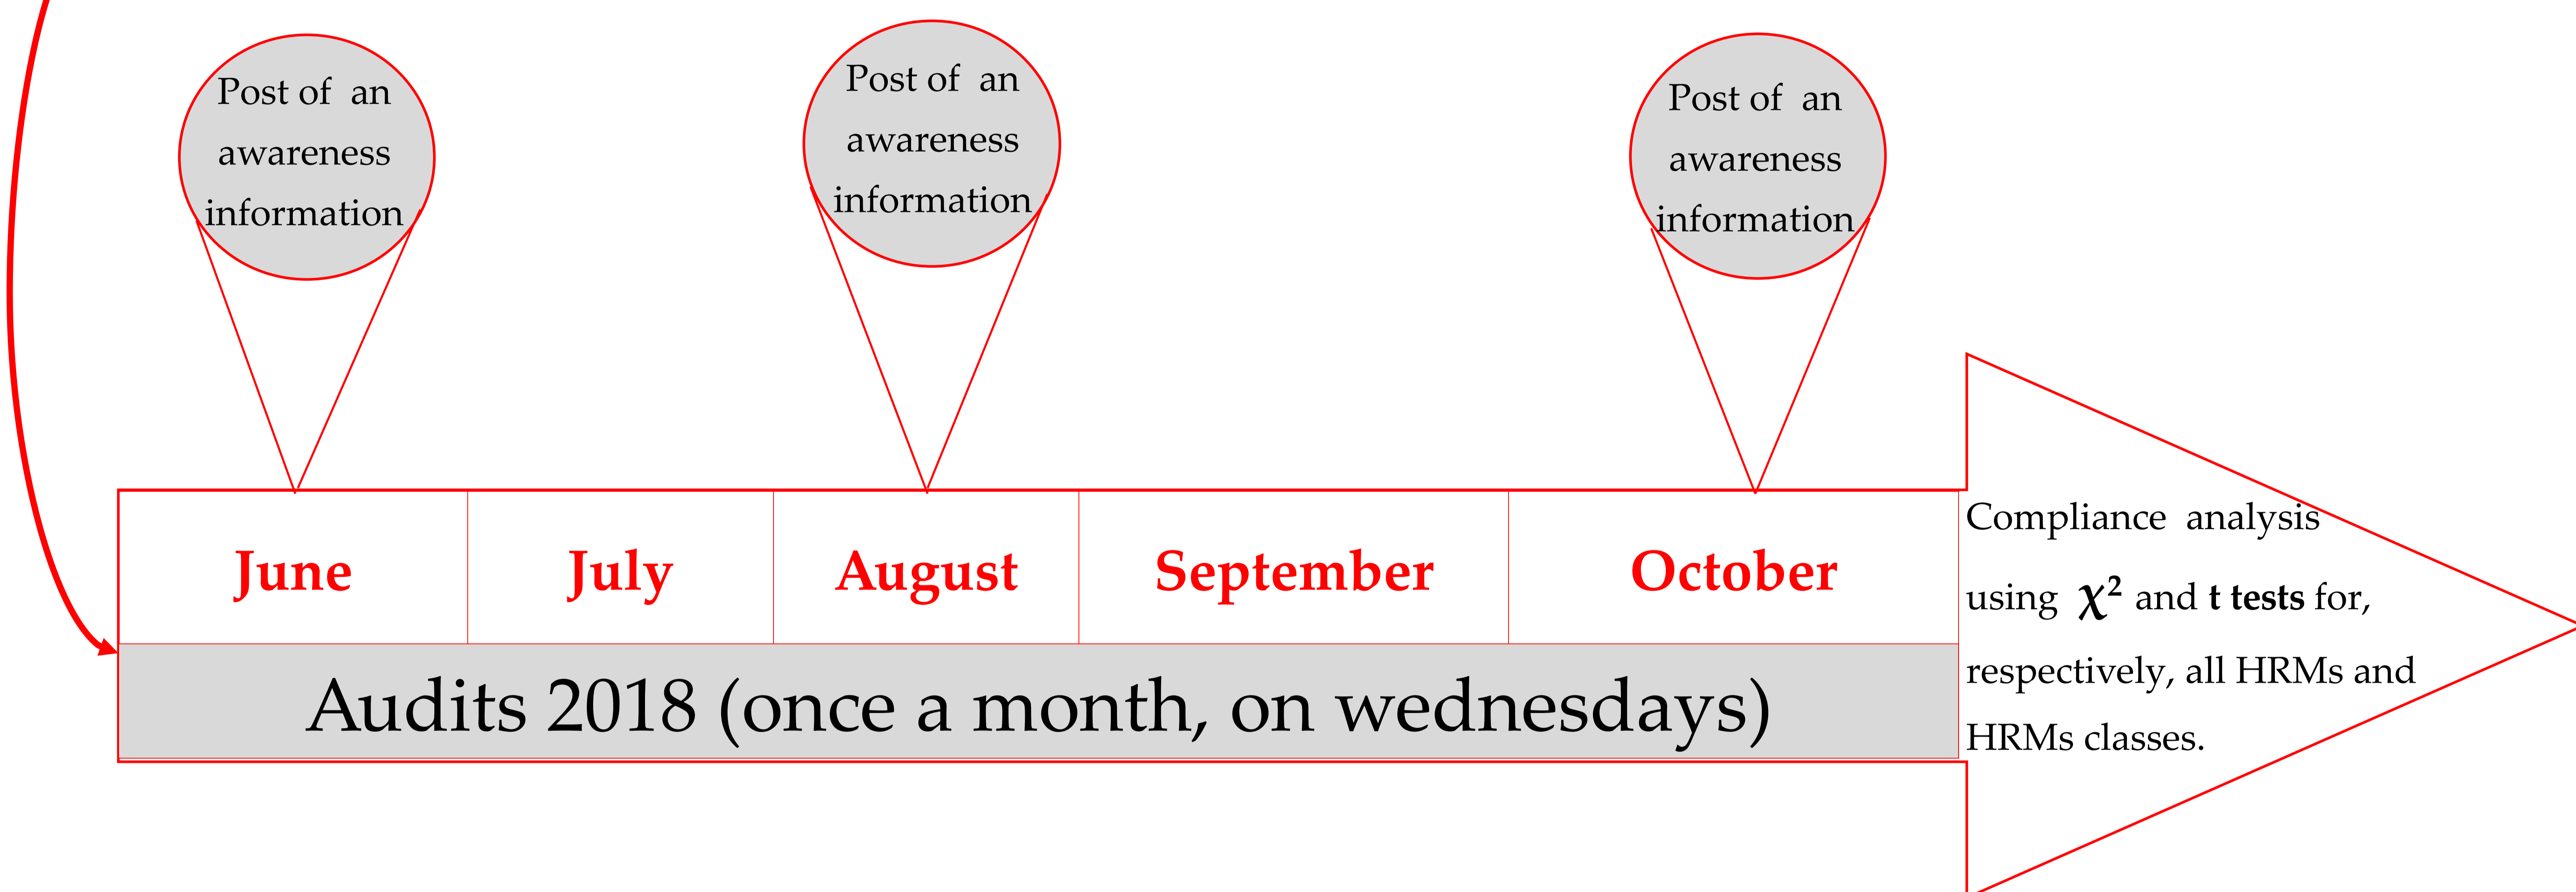 Post of an
awareness
information
Post of an
awareness
information
Post of an
awareness
information
June
July
August
September
October
Audits 2018 (once a month, on wednesdays)
Compliance analysis
using χ² and t tests for,
respectively, all HRMs and
HRMs classes.